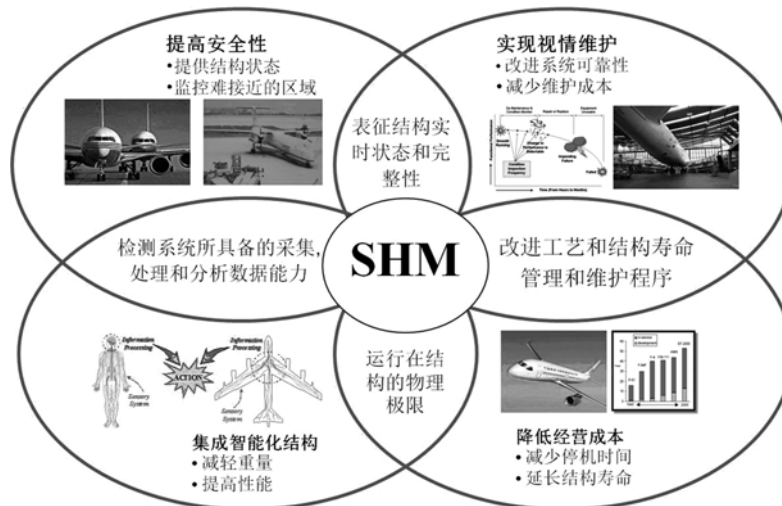 提高安全性
• 提供结构状态
• 监控难接近的区域
实现视情维护
• 改进系统可靠性
• 减少维护成本
表征结构实
时状态和完
整性
检测系统所具备的采集,
处理和分析数据能力
SHM
改进工艺和结构寿命
管理和维护程序
Information
Processing
Information
Processing
ACTION
Sensory
System
Sensory
System
运行在结
构的物理
极限
集成智能化结构
• 减轻重量
• 提高性能
降低经营成本
• 减少停机时间
• 延长结构寿命